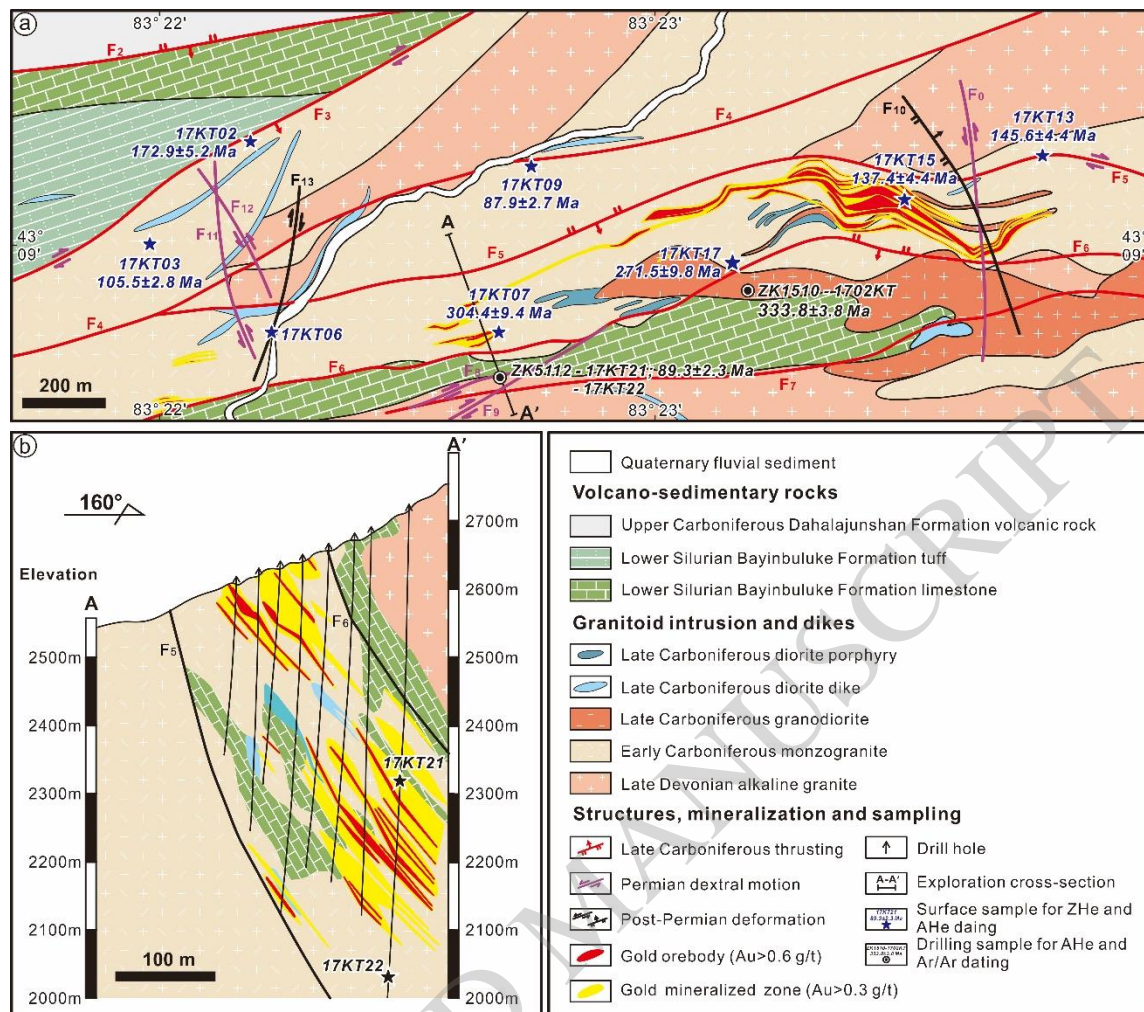 a
83° 22'
83° 23'
F2
F3
F4
17KT02
172.9±5.2 Ma
F13
F12
F11
17KT09
87.9±2.7 Ma
F10
F0
17KT13
145.6±4.4 Ma
17KT15
137.4±4.4 Ma
F5
43°
09'
17KT03
105.5±2.8 Ma
A
F5
17KT17
271.5±9.8 Ma
F6
43°
09'
17KT07
304.4±9.4 Ma
ZK1510--1702KT
333.8±3.8 Ma
F4
17KT06
F6
F8
ZK5112 - 17KT21; 89.3±2.3 Ma
- 17KT22
F7
200 m
F9
A'
83° 22'
83° 23'
b
160°
A'
Elevation
A
2700m
2600m
F6
F5
2500m
2500m
2400m
2400m
17KT21
2300m
2300m
2200m
2200m
2100m
2100m
17KT22
100 m
2000m
2000m
Quaternary fluvial sediment
Volcano-sedimentary rocks
Upper Carboniferous Dahalajunshan Formation volcanic rock
Lower Silurian Bayinbuluke Formation tuff
Lower Silurian Bayinbuluke Formation limestone
Granitoid intrusion and dikes
Late Carboniferous diorite porphyry
Late Carboniferous diorite dike
Late Carboniferous granodiorite
Early Carboniferous monzogranite
Late Devonian alkaline granite
Structures, mineralization and sampling
Late Carboniferous thrusting
Drill hole
Permian dextral motion
A-A'
Exploration cross-section
Post-Permian deformation
Surface sample for ZHe and
AHe daing
Gold orebody (Au>0.6 g/t)
Drilling sample for AHe and
Ar/Ar dating
Gold mineralized zone (Au>0.3 g/t)
D MANUSCRIPT